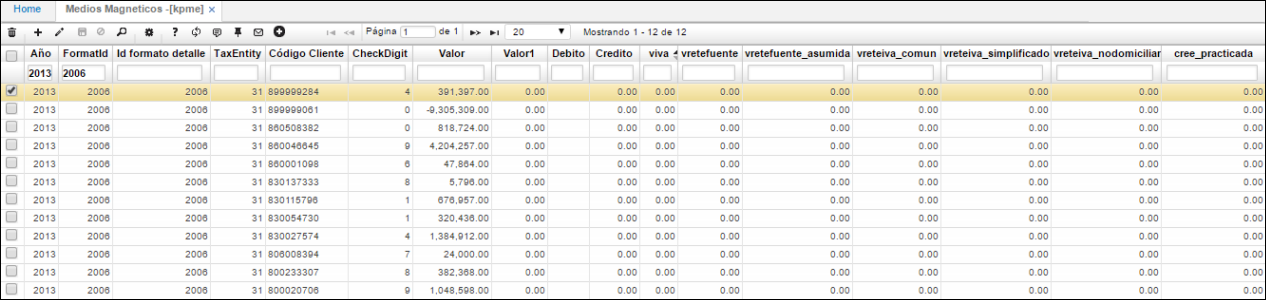 Home Medios Magneticos -[kpme] ×
? Página 1 de 1 20 Mostrando 1 - 12 de 12
Año FormatId Id formato detalle TaxEntity Código Cliente CheckDigit Valor Valor1 Debito Credito viva vretefuente vretefuente_asumida vreteiva_comun vreteiva_simplificado vreteiva_nodomiciliar cree_practicada
2013 2006
2013 2006 2006 31 899999284 4 391,397.00 0.00 0.00 0.00 0.00 0.00 0.00 0.00 0.00 0.00 0.00
2013 2006 2006 31 899999061 0 -9,305,309.00 0.00 0.00 0.00 0.00 0.00 0.00 0.00 0.00 0.00
2013 2006 2006 31 860508382 0 818,724.00 0.00 0.00 0.00 0.00 0.00 0.00 0.00 0.00 0.00
2013 2006 2006 31 860046645 9 4,204,257.00 0.00 0.00 0.00 0.00 0.00 0.00 0.00 0.00 0.00
2013 2006 2006 31 860001098 6 47,864.00 0.00 0.00 0.00 0.00 0.00 0.00 0.00 0.00 0.00
2013 2006 2006 31 830137333 8 5,796.00 0.00 0.00 0.00 0.00 0.00 0.00 0.00 0.00 0.00
2013 2006 2006 31 830115796 1 676,957.00 0.00 0.00 0.00 0.00 0.00 0.00 0.00 0.00 0.00
2013 2006 2006 31 830054730 1 320,436.00 0.00 0.00 0.00 0.00 0.00 0.00 0.00 0.00 0.00
2013 2006 2006 31 830027574 4 1,384,912.00 0.00 0.00 0.00 0.00 0.00 0.00 0.00 0.00 0.00
2013 2006 2006 31 806008394 7 24,000.00 0.00 0.00 0.00 0.00 0.00 0.00 0.00 0.00 0.00
2013 2006 2006 31 800233307 8 382,368.00 0.00 0.00 0.00 0.00 0.00 0.00 0.00 0.00 0.00
2013 2006 2006 31 800020706 9 1,048,598.00 0.00 0.00 0.00 0.00 0.00 0.00 0.00 0.00 0.00